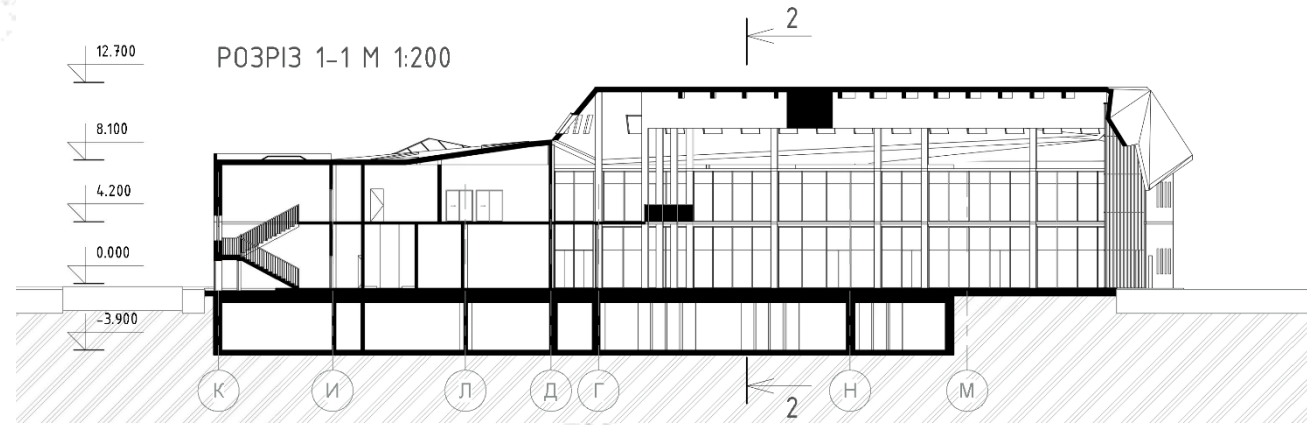 2
12.700
РОЗРІЗ 1-1 М 1:200
8.100
4.200
0.000
-3.900
К
И
Л
Д
Г
Н
М
2